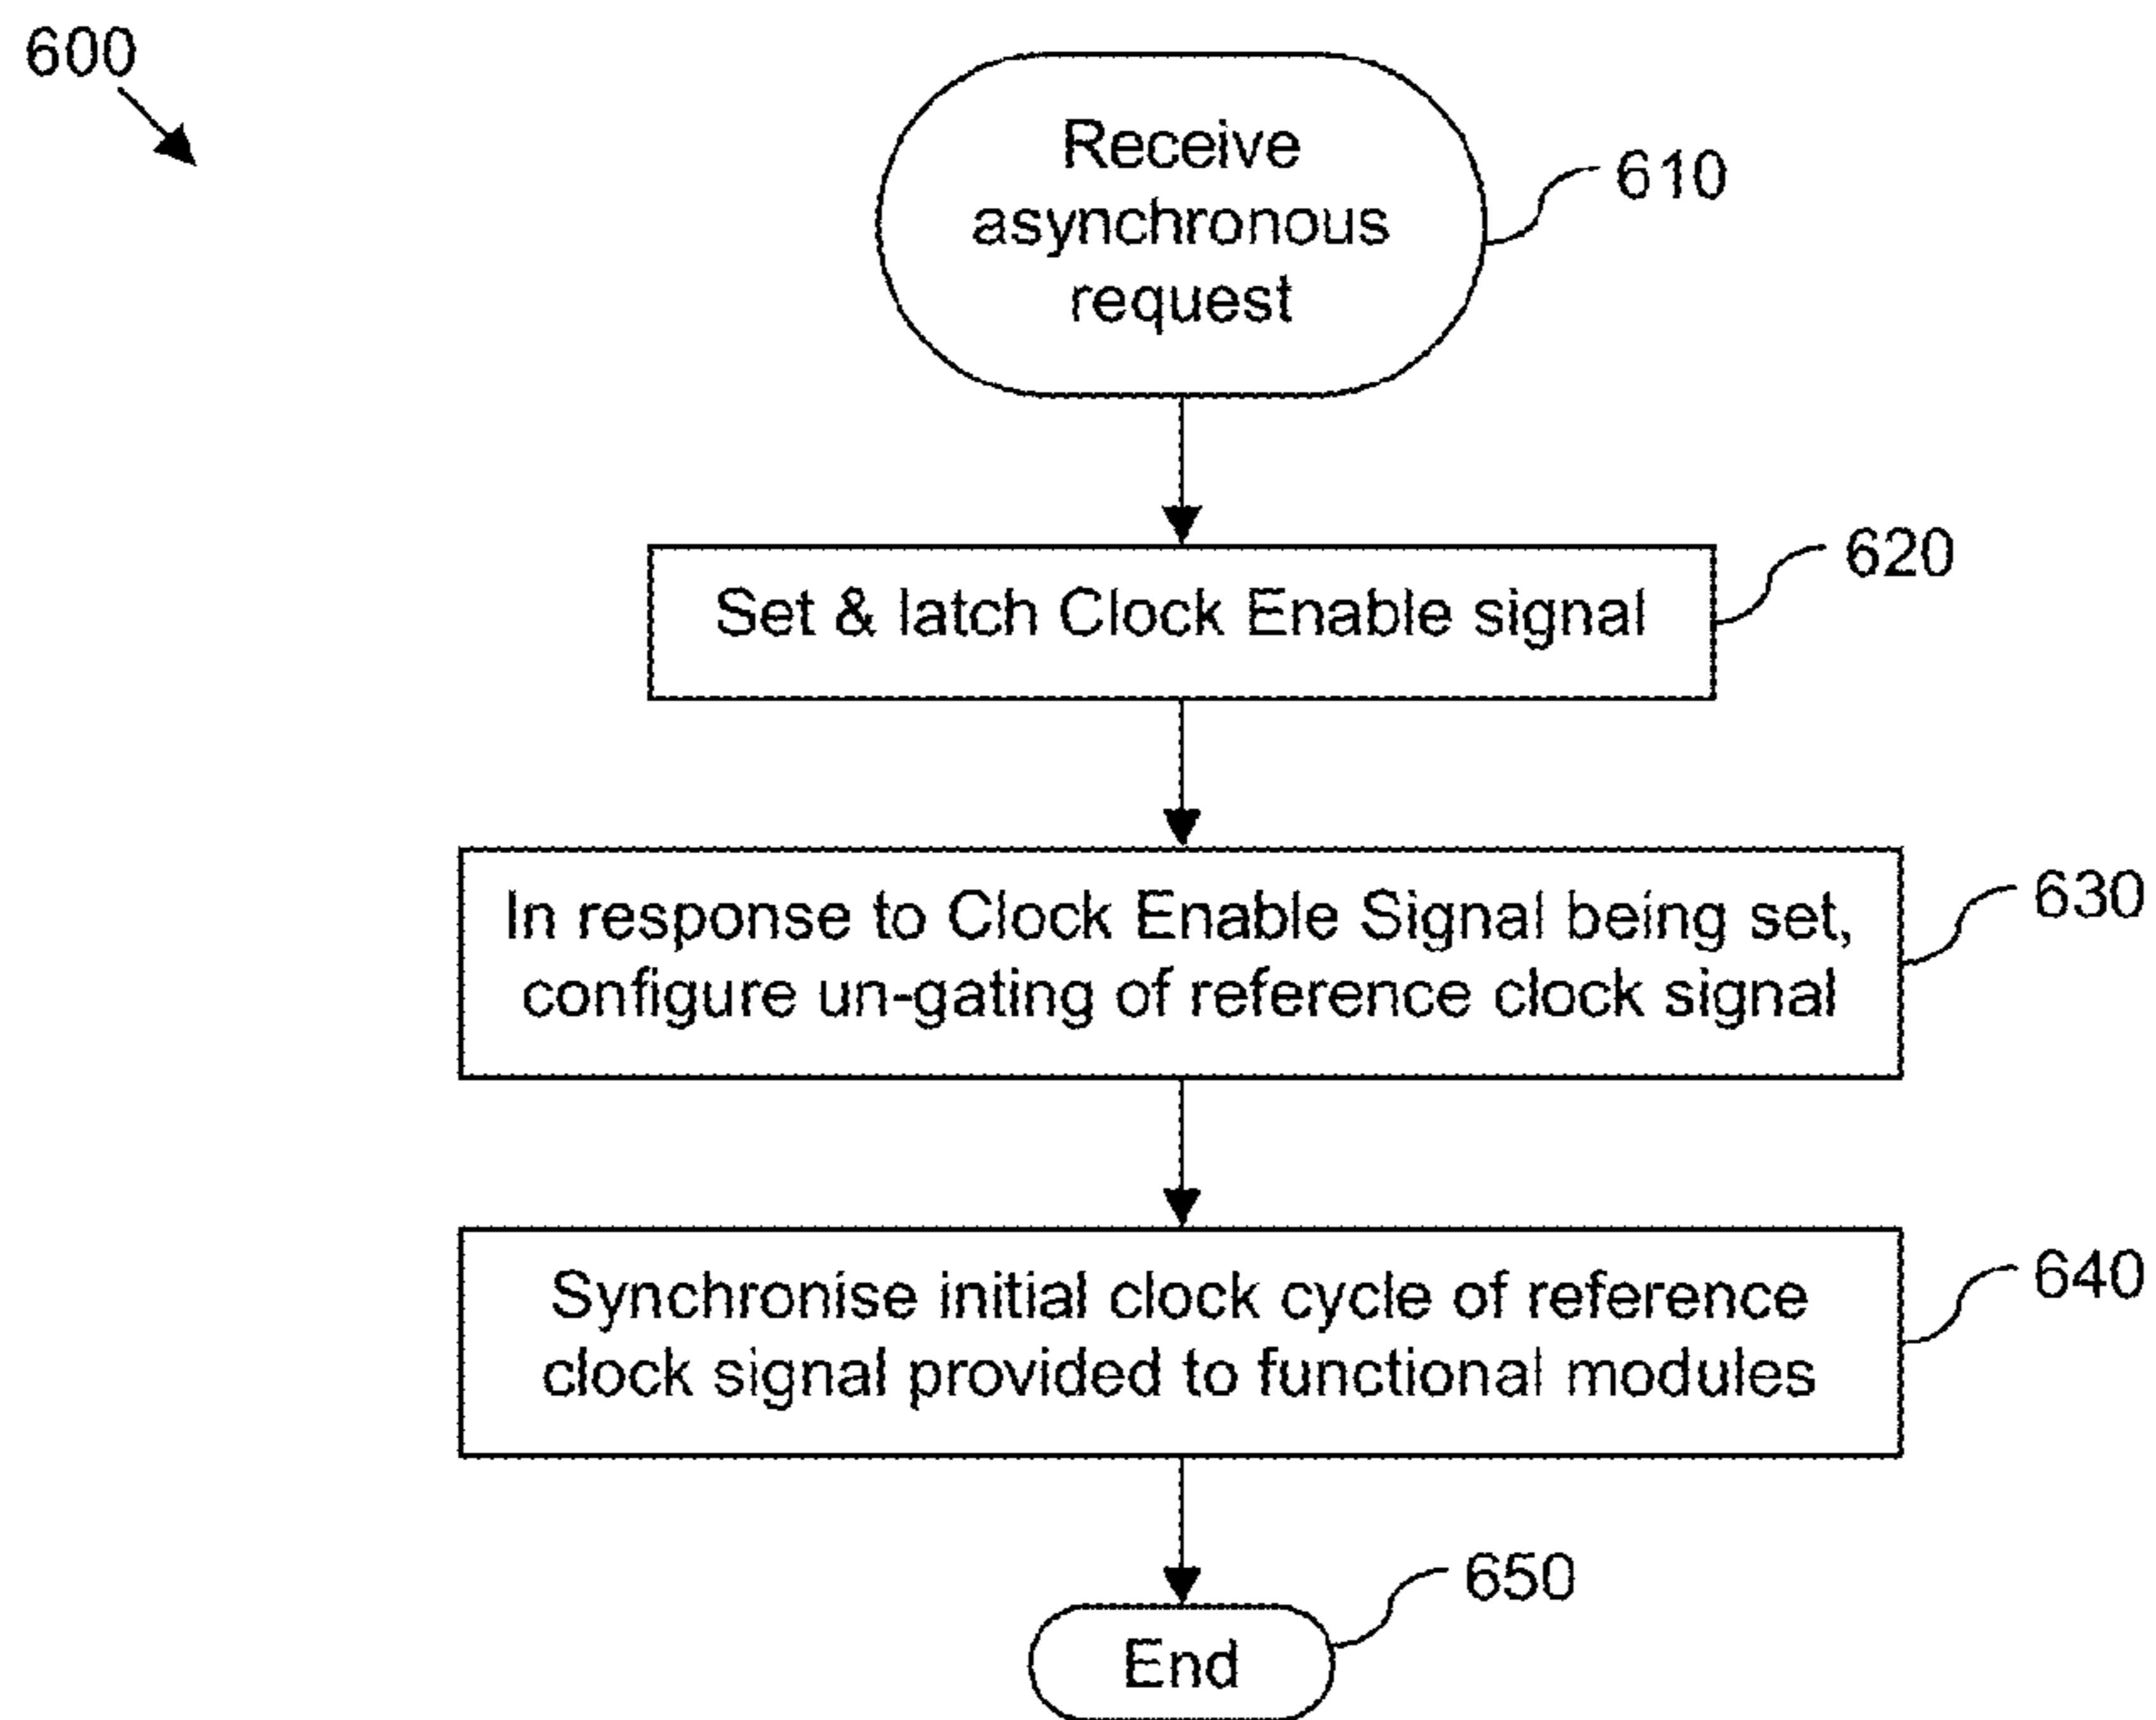 600
Receive
asynchronous
request
610
Set & latch Clock Enable signal
620
In response to Clock Enable Signal being set,
configure un-gating of reference clock signal
630
Synchronise initial clock cycle of reference
clock signal provided to functional modules
640
End
650